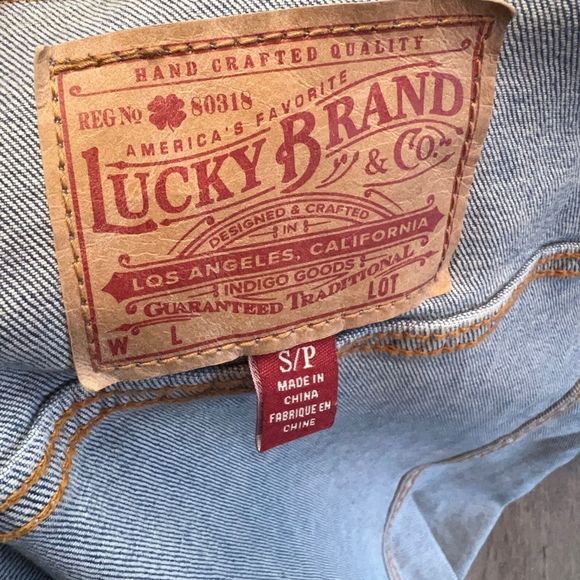 HAND CRAFTED QUALITY
REG No 80318
AMERICA'S FAVORITE
LUCKY BRAND
& CO.
DESIGNED & CRAFTED
IN
LOS ANGELES, CALIFORNIA
INDIGO GOODS
GUARANTEED TRADITIONAL
W L LOT
S/P
MADE IN
CHINA
FABRIQUE EN
CHINE